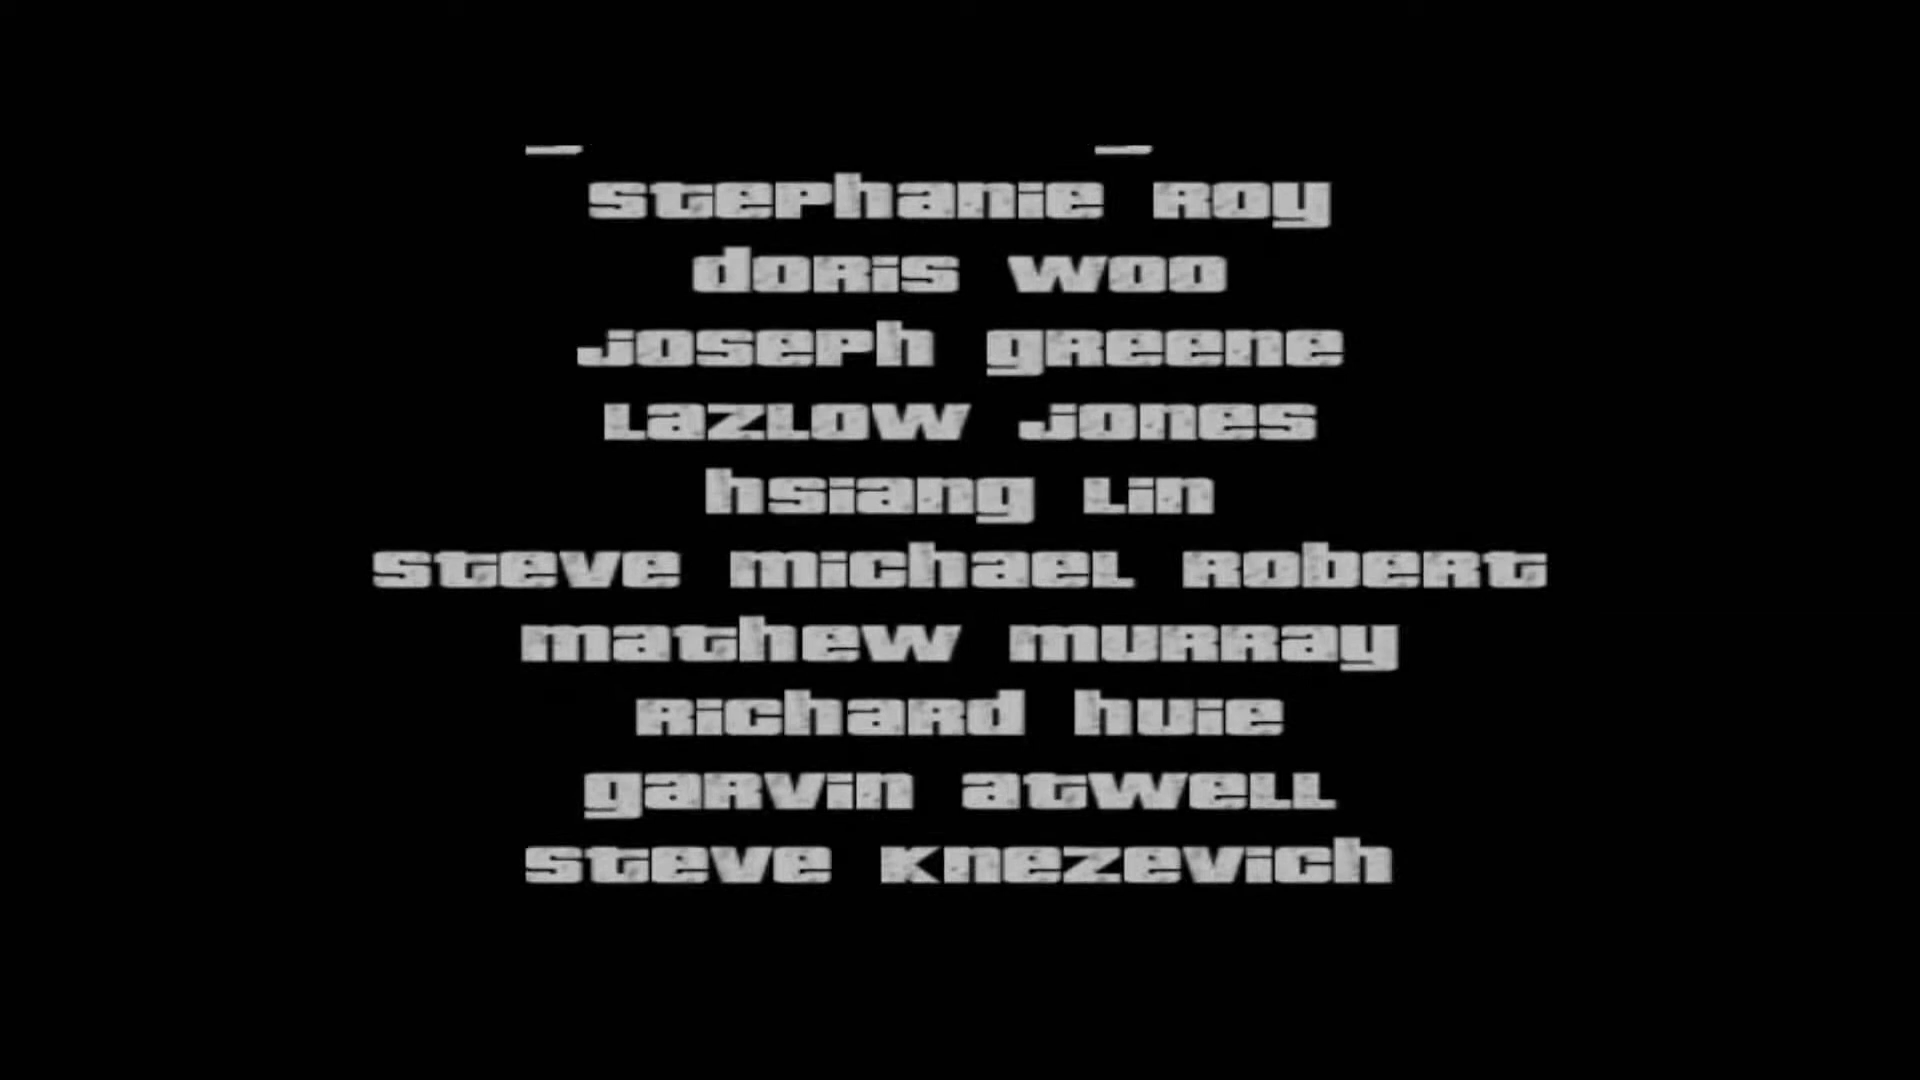 Stephanie Roy
Doris Woo
Joseph Greene
Lazlow Jones
Hsiang Lin
Steve Michael Robert
Mathew Murray
Richard Huie
Garvin Atwell
Steve Knezevich